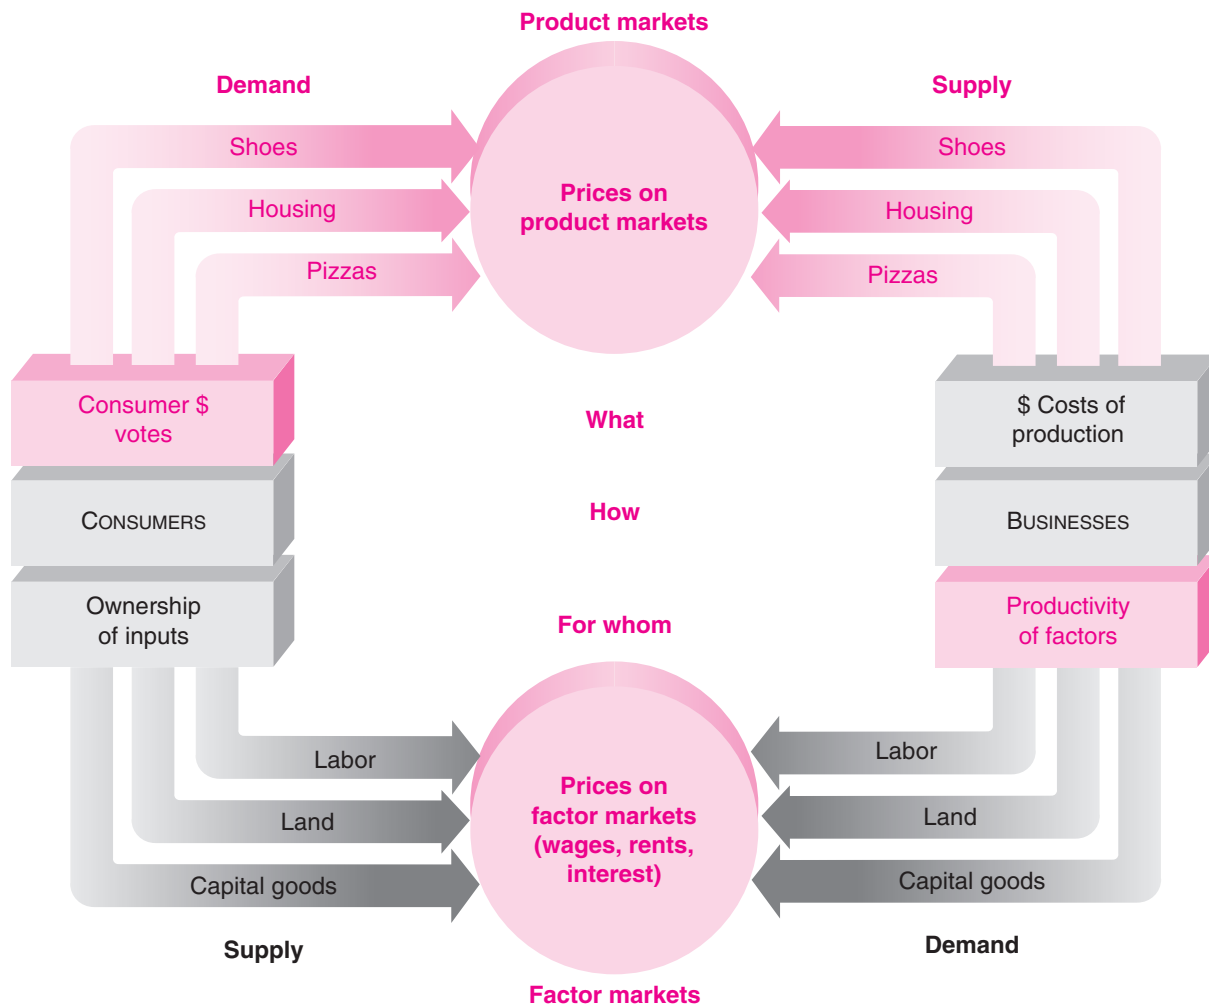 Product markets
Demand
Supply
Shoes
Shoes
Housing
Prices on
product markets
Housing
Pizzas
Pizzas
Consumer $
votes
What
$ Costs of
production
CONSUMERS
How
BUSINESSES
Ownership
of inputs
For whom
Productivity
of factors
Labor
Labor
Land
Prices on
factor markets
(wages, rents,
interest)
Land
Capital goods
Capital goods
Supply
Demand
Factor markets